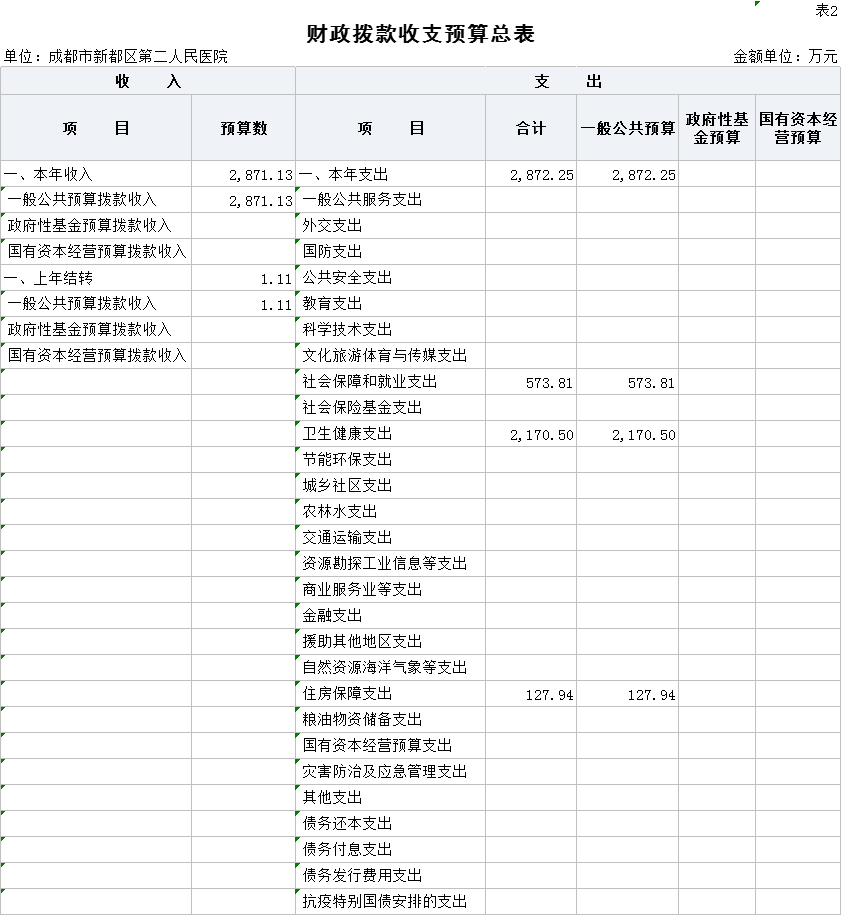 表2
财政拨款收支预算总表
单位：成都市新都区第二人民医院 金额单位：万元
收 入 支 出
项 目 预算数 项 目 合计 一般公共预算 政府性基金预算 国有资本经营预算
一、本年收入 2,871.13 一、本年支出 2,872.25 2,872.25
一般公共预算拨款收入 2,871.13 一般公共服务支出
政府性基金预算拨款收入 外交支出
国有资本经营预算拨款收入 国防支出
一、上年结转 1.11 公共安全支出
一般公共预算拨款收入 1.11 教育支出
政府性基金预算拨款收入 科学技术支出
国有资本经营预算拨款收入 文化旅游体育与传媒支出
社会保障和就业支出 573.81 573.81
社会保险基金支出
卫生健康支出 2,170.50 2,170.50
节能环保支出
城乡社区支出
农林水支出
交通运输支出
资源勘探工业信息等支出
商业服务业等支出
金融支出
援助其他地区支出
自然资源海洋气象等支出
住房保障支出 127.94 127.94
粮油物资储备支出
国有资本经营预算支出
灾害防治及应急管理支出
其他支出
债务还本支出
债务付息支出
债务发行费用支出
抗疫特别国债安排的支出